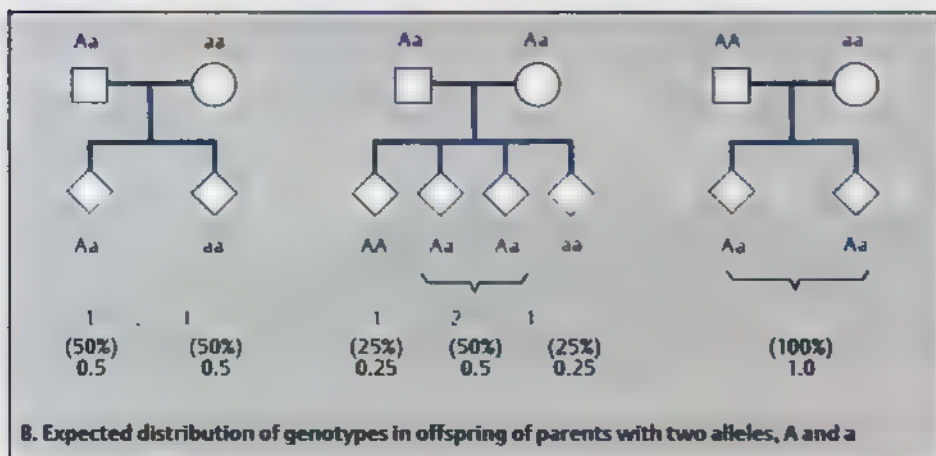 Aa aa Aa Aa AA aa
Aa aa AA Aa Aa aa Aa Aa
1 : 1 1 2 1
(50%) (50%) (25%) (50%) (25%) (100%)
0.5 0.5 0.25 0.5 0.25 1.0
B. Expected distribution of genotypes in offspring of parents with two alleles, A and a